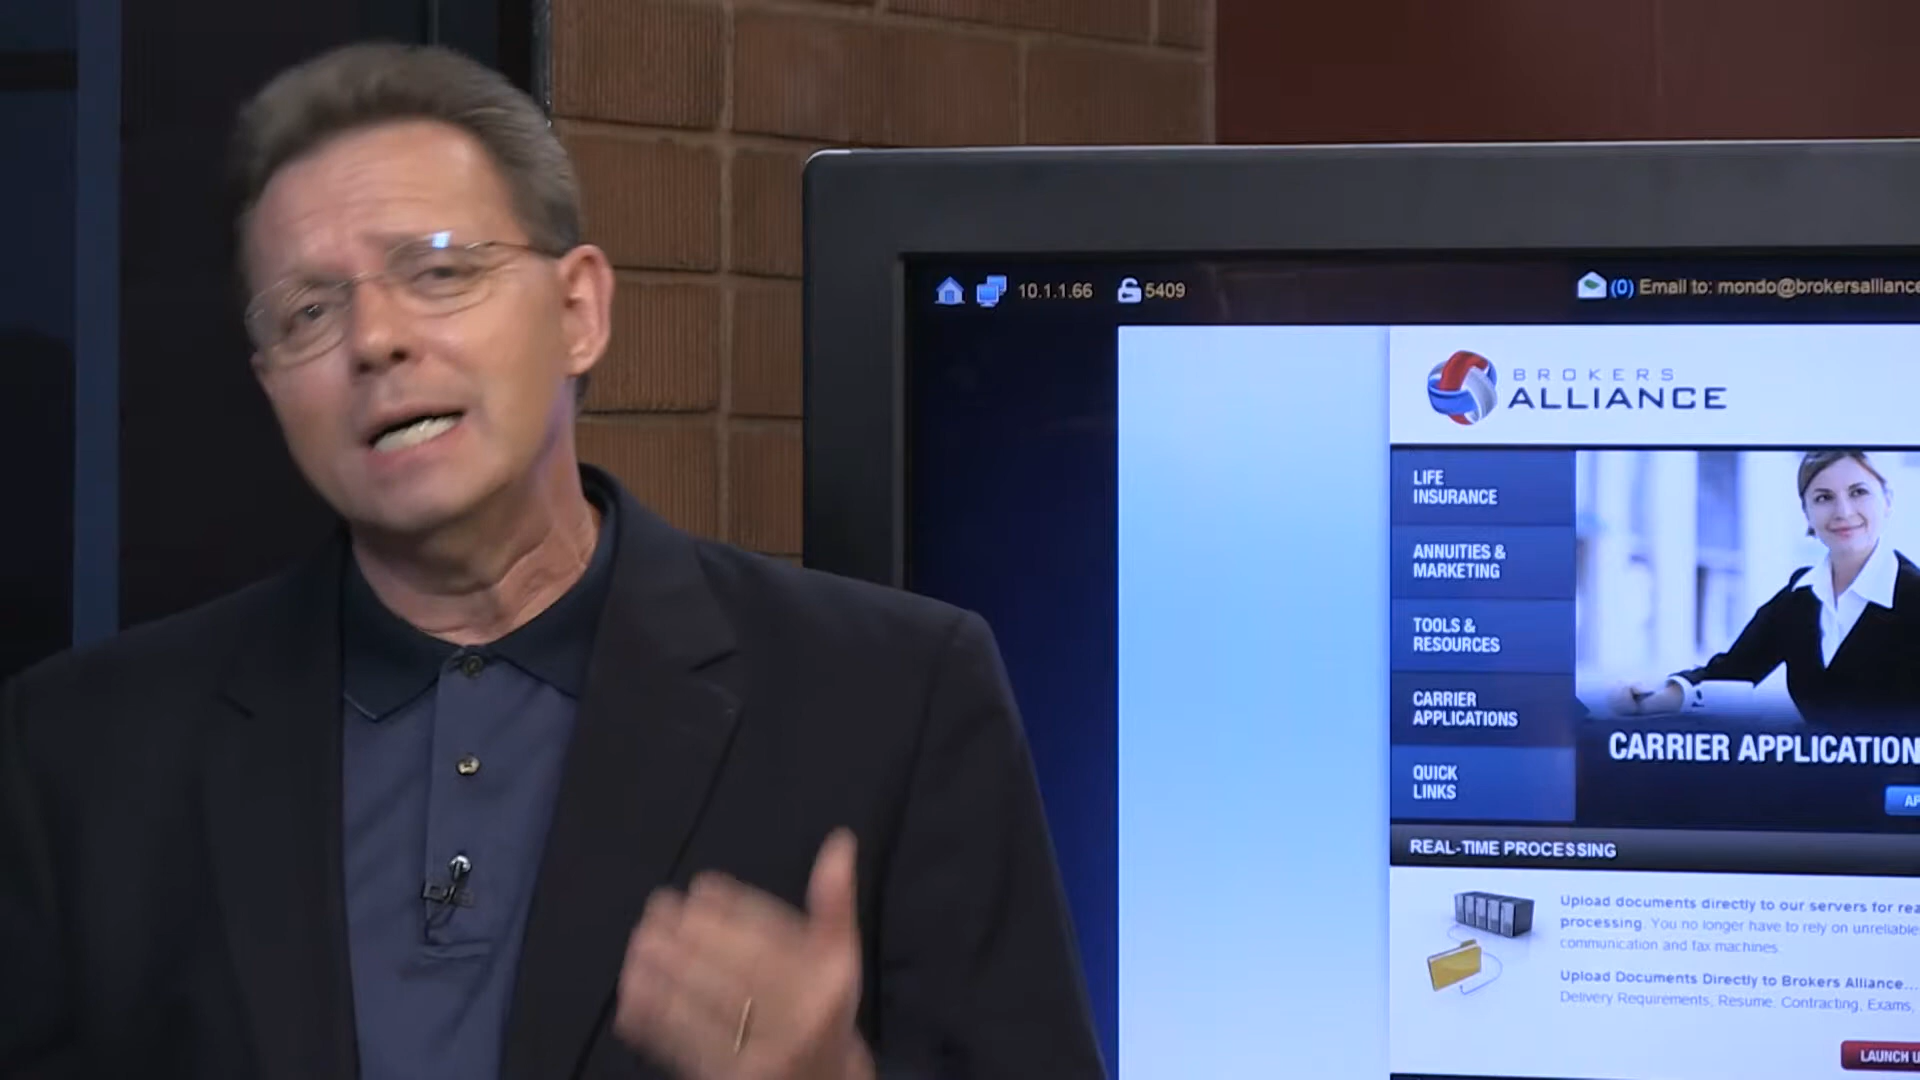 10.1.1.66 5409 (0) Email to: mondo@brokersalliance
BROKERS
ALLIANCE
LIFE
INSURANCE
ANNUITIES &
MARKETING
TOOLS &
RESOURCES
CARRIER
APPLICATIONS
QUICK
LINKS
CARRIER APPLICATION
REAL-TIME PROCESSING
Upload documents directly to our servers for rea
processing. You no longer have to rely on unreliable
communication and fax machines.
Upload Documents Directly to Brokers Alliance...
Delivery Requirements, Resume, Contracting, Exams,
LAUNCH U